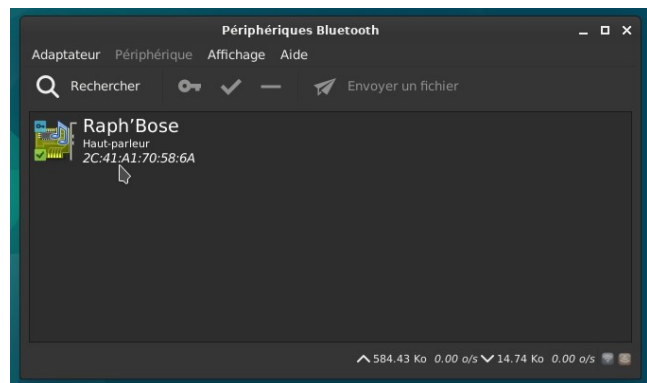 Périphériques Bluetooth
Adaptateur Périphérique Affichage Aide
Rechercher Envoyer un fichier
Raph'Bose
Haut-parleur
2C:41:A1:70:58:6A
584.43 Ko 0.00 o/s 14.74 Ko 0.00 o/s